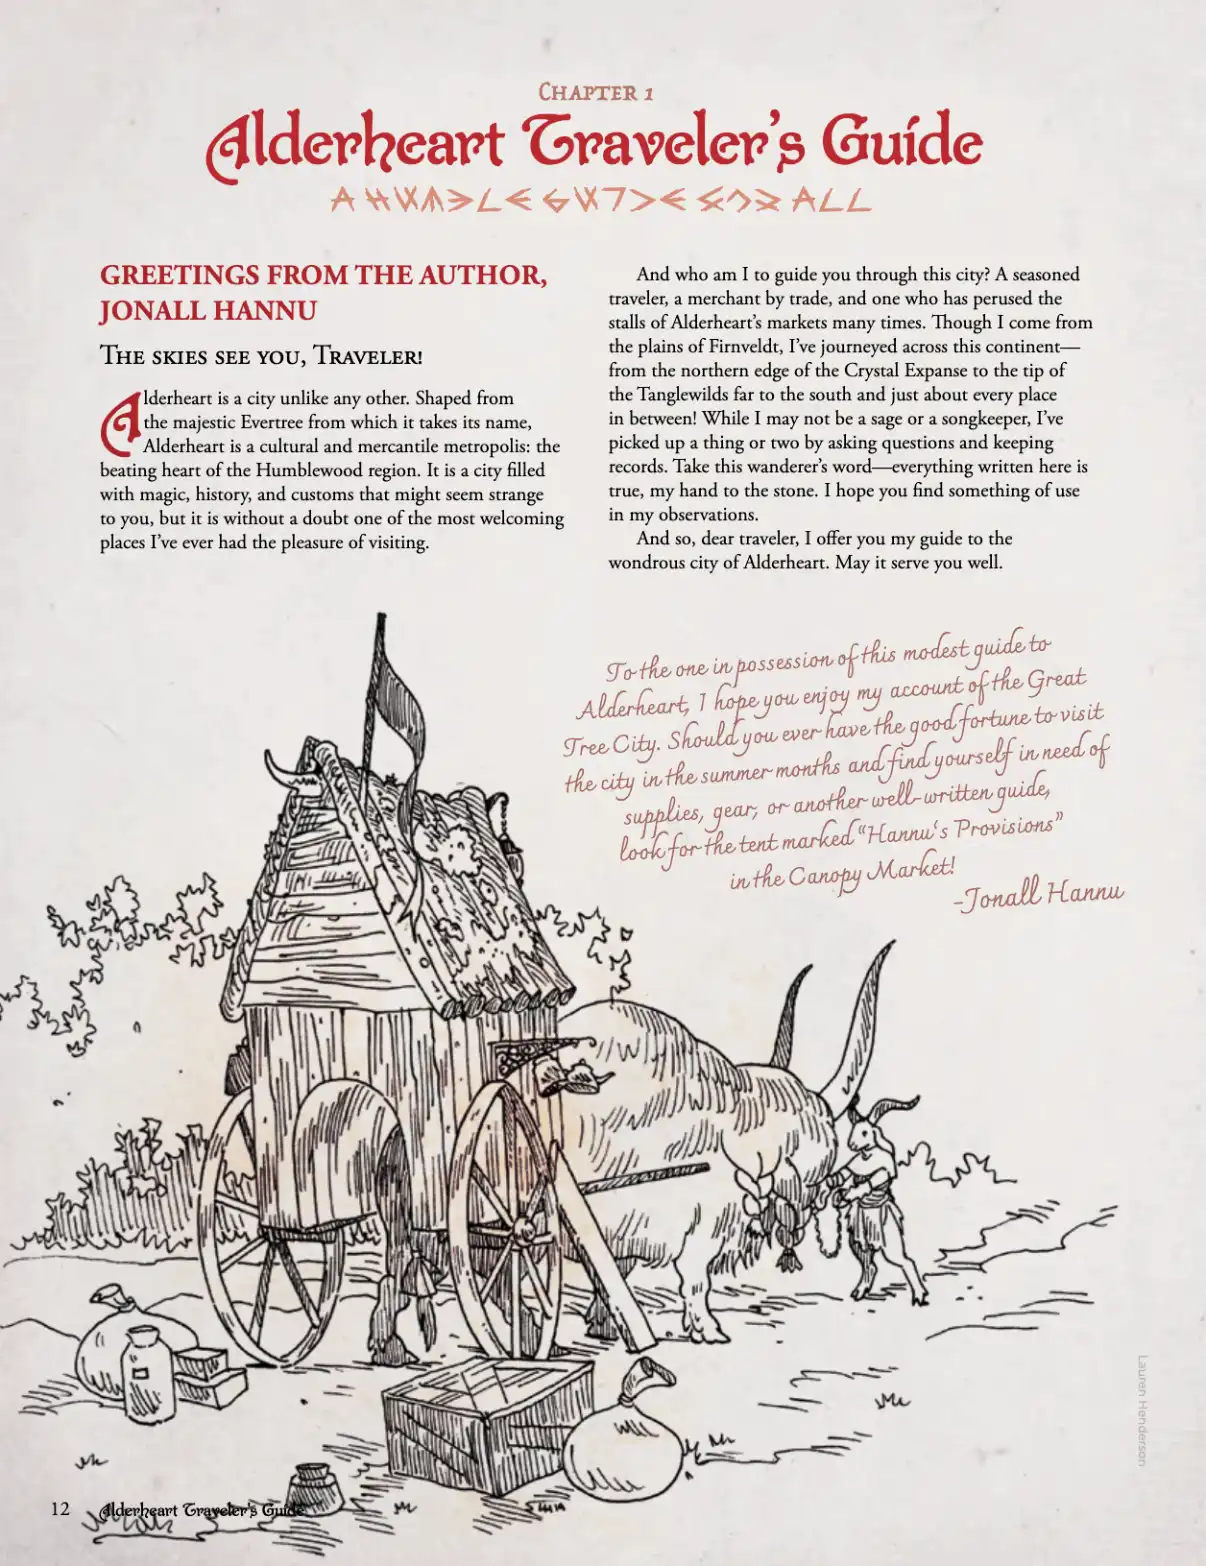 CHAPTER 1
Alderheart Traveler's Guide
GREETINGS FROM THE AUTHOR,
JONALL HANNU
THE SKIES SEE YOU, TRAVELER!
Alderheart is a city unlike any other. Shaped from
the majestic Evertree from which it takes its name,
Alderheart is a cultural and mercantile metropolis: the
beating heart of the Humblewood region. It is a city filled
with magic, history, and customs that might seem strange
to you, but it is without a doubt one of the most welcoming
places I've ever had the pleasure of visiting.
And who am I to guide you through this city? A seasoned
traveler, a merchant by trade, and one who has perused the
stalls of Alderheart's markets many times. Though I come from
the plains of Firnveldt, I've journeyed across this continent—
from the northern edge of the Crystal Expanse to the tip of
the Tanglewilds far to the south and just about every place
in between! While I may not be a sage or a songkeeper, I've
picked up a thing or two by asking questions and keeping
records. Take this wanderer's word—everything written here is
true, my hand to the stone. I hope you find something of use
in my observations.
And so, dear traveler, I offer you my guide to the
wondrous city of Alderheart. May it serve you well.
To the one in possession of this modest guide to
Alderheart, I hope you enjoy my account of the Great
Tree City. Should you ever have the good fortune to visit
the city in the summer months and find yourself in need of
supplies, gear, or another well-written guide,
look for the tent marked "Hannu's Provisions"
in the Canopy Market!
-Jonall Hannu
Lauren Henderson
12 Alderheart Traveler's Guide